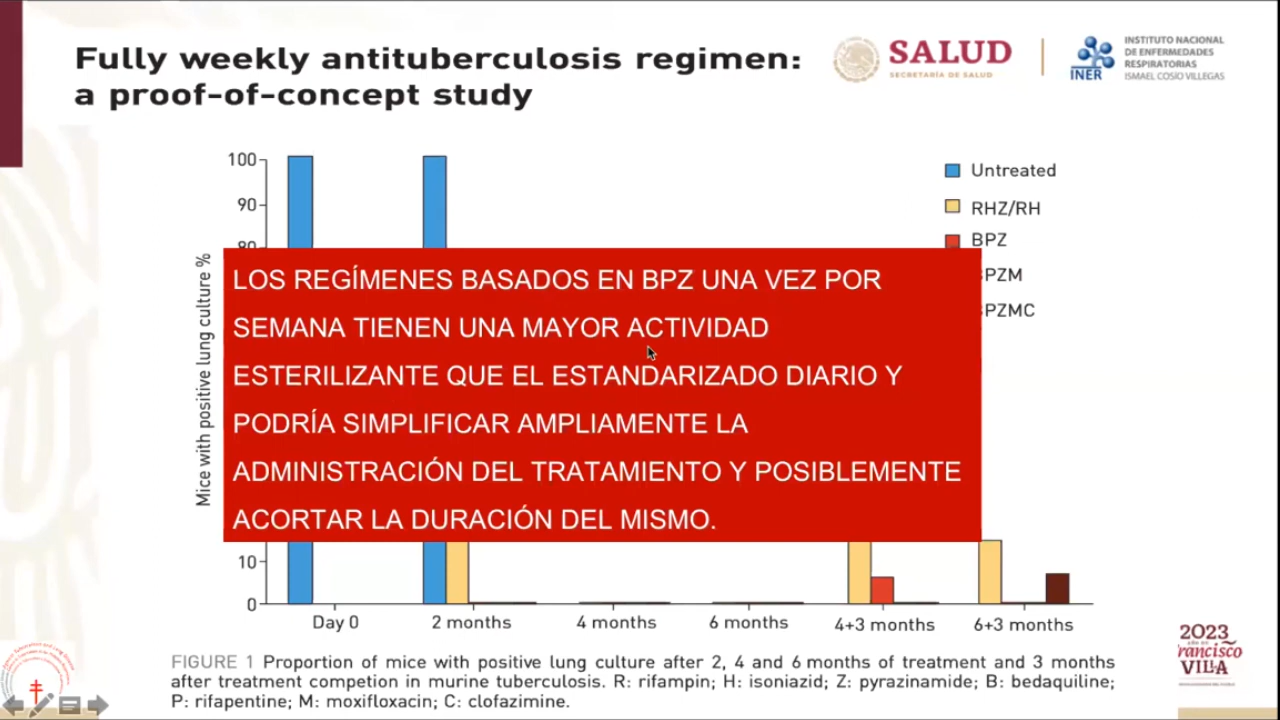 Fully weekly antituberculosis regimen:
a proof-of-concept study
SALUD
SECRETARÍA DE SALUD
INER
INSTITUTO NACIONAL
DE ENFERMEDADES
RESPIRATORIAS
ISMAEL COSÍO VILLEGAS
Mice with positive lung culture %
100
90
80
10
0
Untreated
RHZ/RH
BPZ
PZM
PZMC
LOS REGÍMENES BASADOS EN BPZ UNA VEZ POR
SEMANA TIENEN UNA MAYOR ACTIVIDAD
ESTERILIZANTE QUE EL ESTANDARIZADO DIARIO Y
PODRÍA SIMPLIFICAR AMPLIAMENTE LA
ADMINISTRACIÓN DEL TRATAMIENTO Y POSIBLEMENTE
ACORTAR LA DURACIÓN DEL MISMO.
Day 0
2 months
4 months
6 months
4+3 months
6+3 months
FIGURE 1 Proportion of mice with positive lung culture after 2, 4 and 6 months of treatment and 3 months
after treatment competion in murine tuberculosis. R: rifampin; H: isoniazid; Z: pyrazinamide; B: bedaquiline;
P: rifapentine; M: moxifloxacin; C: clofazimine.
2023
VILLA